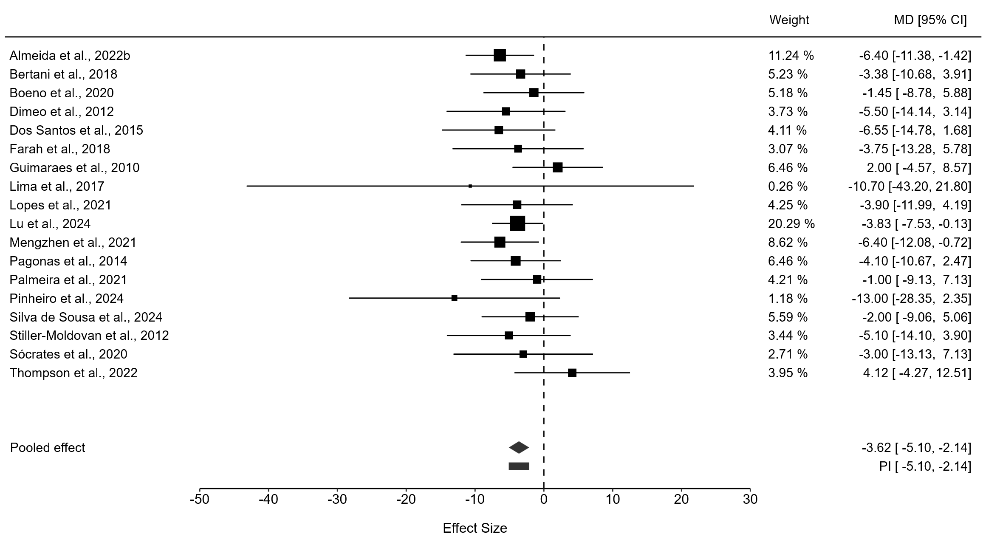 Weight MD [95% CI]
Almeida et al., 2022b 11.24 % -6.40 [-11.38, -1.42]
Bertani et al., 2018 5.23 % -3.38 [-10.68, 3.91]
Boeno et al., 2020 5.18 % -1.45 [ -8.78, 5.88]
Dimeo et al., 2012 3.73 % -5.50 [-14.14, 3.14]
Dos Santos et al., 2015 4.11 % -6.55 [-14.78, 1.68]
Farah et al., 2018 3.07 % -3.75 [-13.28, 5.78]
Guimaraes et al., 2010 6.46 % 2.00 [ -4.57, 8.57]
Lima et al., 2017 0.26 % -10.70 [-43.20, 21.80]
Lopes et al., 2021 4.25 % -3.90 [-11.99, 4.19]
Lu et al., 2024 20.29 % -3.83 [ -7.53, -0.13]
Mengzhen et al., 2021 8.62 % -6.40 [-12.08, -0.72]
Pagonas et al., 2014 6.46 % -4.10 [-10.67, 2.47]
Palmeira et al., 2021 4.21 % -1.00 [ -9.13, 7.13]
Pinheiro et al., 2024 1.18 % -13.00 [-28.35, 2.35]
Silva de Sousa et al., 2024 5.59 % -2.00 [ -9.06, 5.06]
Stiller-Moldovan et al., 2012 3.44 % -5.10 [-14.10, 3.90]
Sócrates et al., 2020 2.71 % -3.00 [-13.13, 7.13]
Thompson et al., 2022 3.95 % 4.12 [ -4.27, 12.51]
Pooled effect -3.62 [ -5.10, -2.14]
PI [ -5.10, -2.14]
-50 -40 -30 -20 -10 0 10 20 30
Effect Size